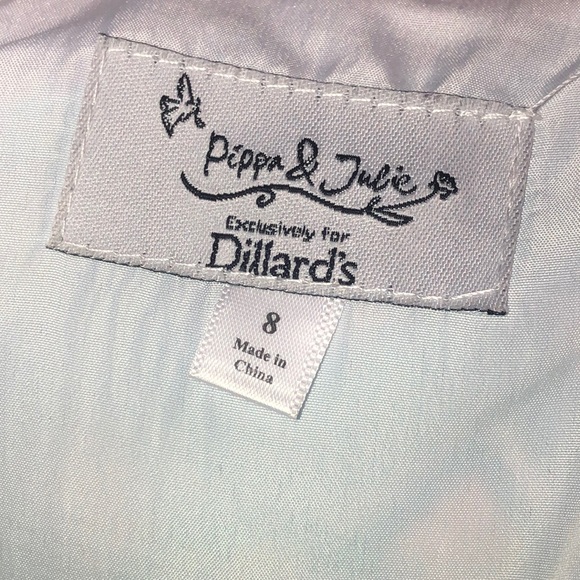 Pippa & Julie
Exclusively for
Dillard's
8
Made in
China